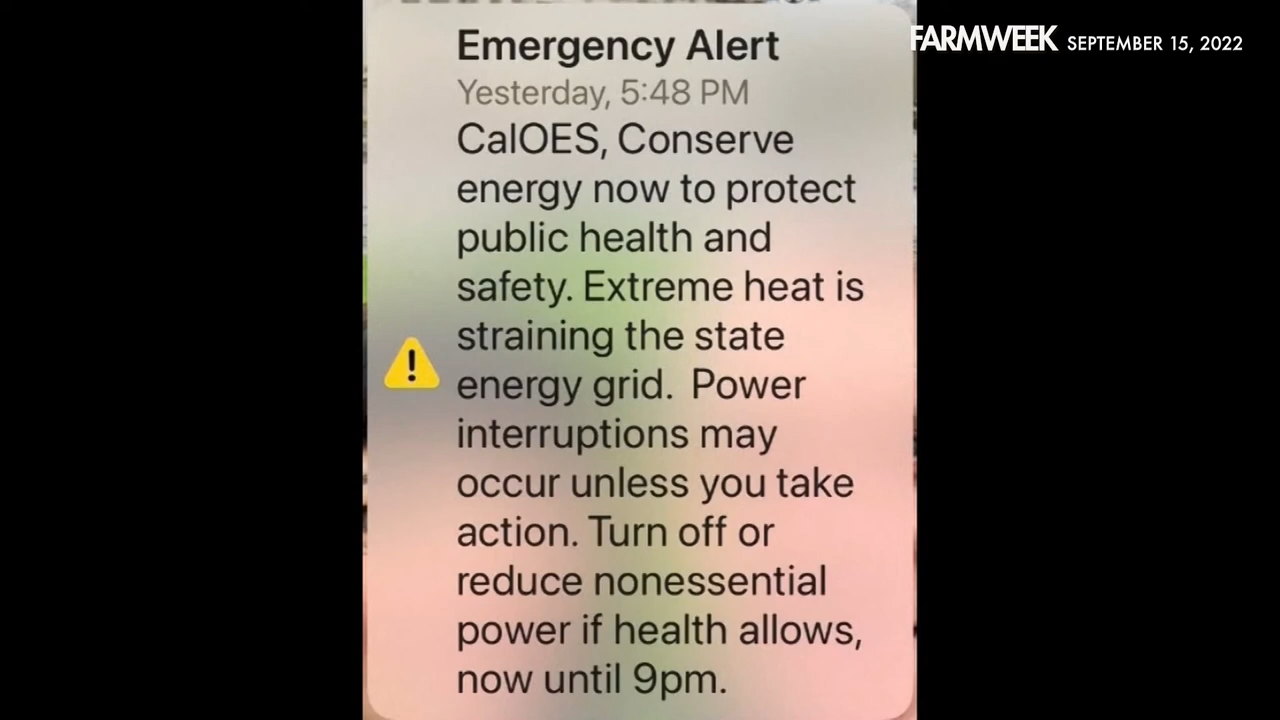 FARMWEEK SEPTEMBER 15, 2022
Emergency Alert
Yesterday, 5:48 PM
CalOES, Conserve
energy now to protect
public health and
safety. Extreme heat is
straining the state
energy grid.  Power
interruptions may
occur unless you take
action. Turn off or
reduce nonessential
power if health allows,
now until 9pm.